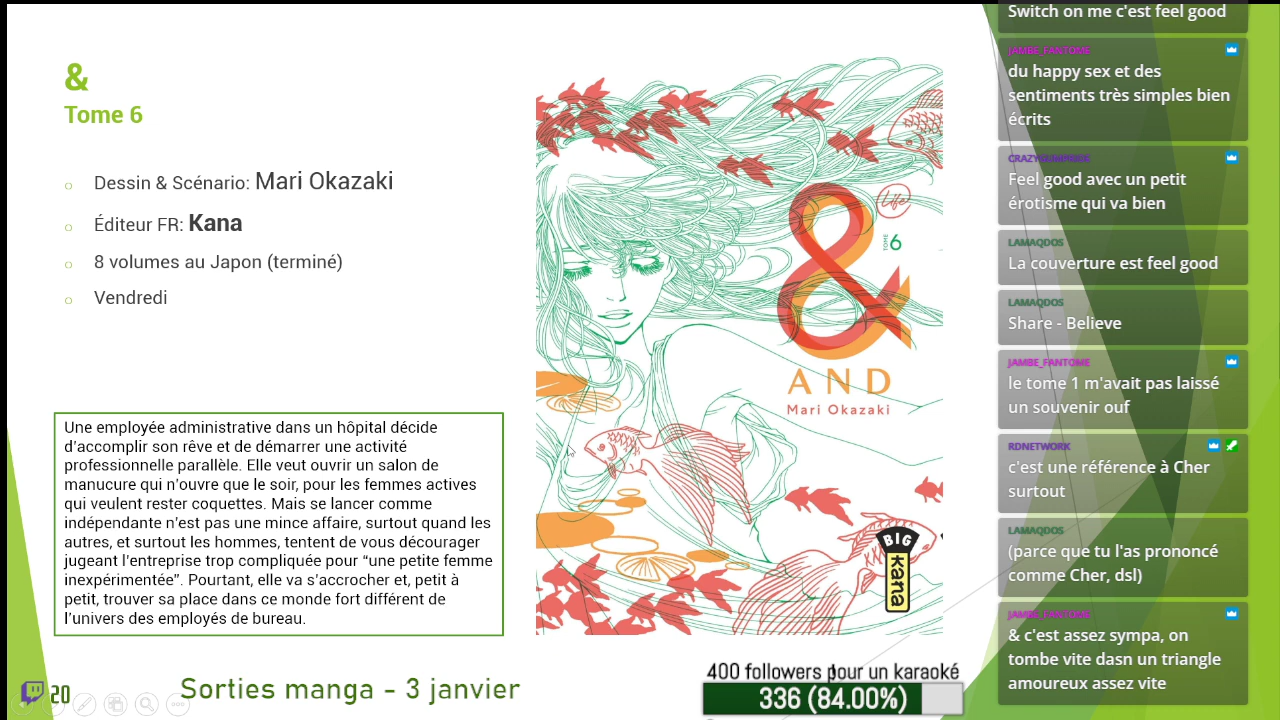 &
Tome 6
Dessin & Scénario: Mari Okazaki
Éditeur FR: Kana
8 volumes au Japon (terminé)
Vendredi
Une employée administrative dans un hôpital décide
d'accomplir son rêve et de démarrer une activité
professionnelle parallèle. Elle veut ouvrir un salon de
manucure qui n'ouvre que le soir, pour les femmes actives
qui veulent rester coquettes. Mais se lancer comme
indépendante n'est pas une mince affaire, surtout quand les
autres, et surtout les hommes, tentent de vous décourager
jugeant l'entreprise trop compliquée pour "une petite femme
inexpérimentée". Pourtant, elle va s'accrocher et, petit à
petit, trouver sa place dans ce monde fort différent de
l'univers des employés de bureau.
Life
TOME 6
&
AND
Mari Okazaki
BIG
kana
20
Sorties manga - 3 janvier
400 followers pour un karaoké
336 (84.00%)
Switch on me c'est feel good
JAMBE_FANTOME
du happy sex et des
sentiments très simples bien
écrits
Feel good avec un petit
érotisme qui va bien
LAMAQDOS
La couverture est feel good
LAMAQDOS
Share - Believe
JAMBE_FANTOME
le tome 1 m'avait pas laissé
un souvenir ouf
RDNETWORK
c'est une référence à Cher
surtout
LAMAQDOS
(parce que tu l'as prononcé
comme Cher, dsl)
JAMBE_FANTOME
& c'est assez sympa, on
tombe vite dasn un triangle
amoureux assez vite